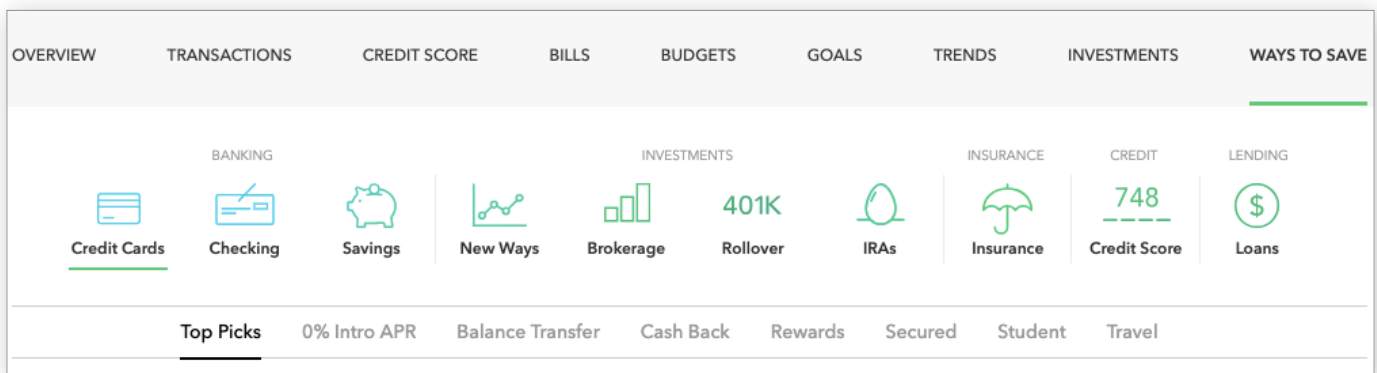 OVERVIEW TRANSACTIONS CREDIT SCORE BILLS BUDGETS GOALS TRENDS INVESTMENTS WAYS TO SAVE
BANKING INVESTMENTS INSURANCE CREDIT LENDING
401K 748 $
Credit Cards Checking Savings New Ways Brokerage Rollover IRAs Insurance Credit Score Loans
Top Picks 0% Intro APR Balance Transfer Cash Back Rewards Secured Student Travel